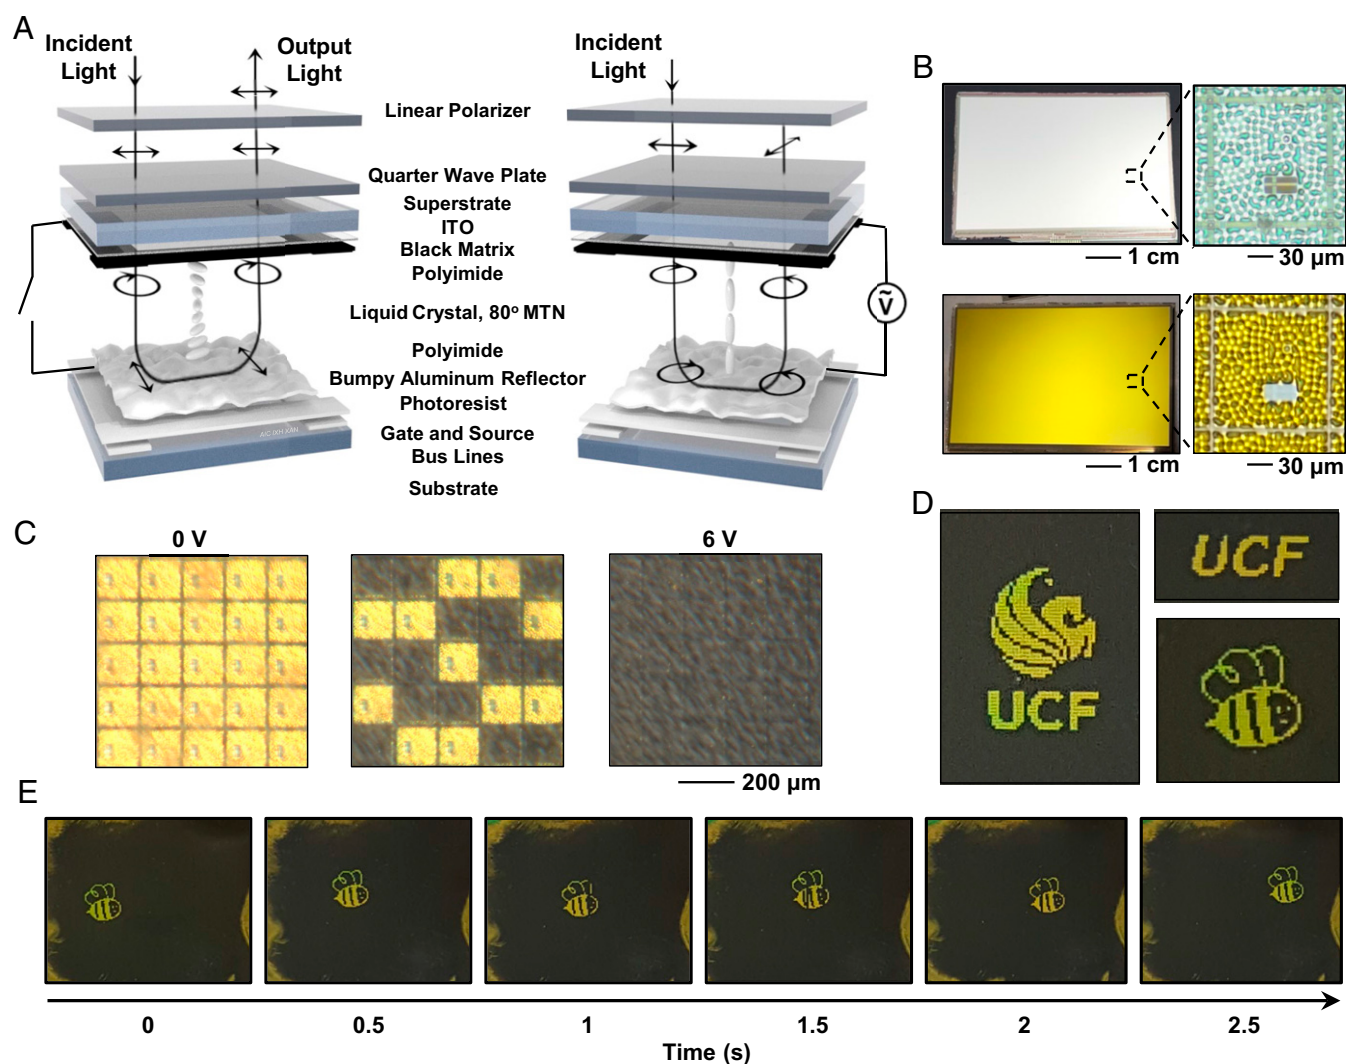 A
Incident
Light
Output
Light
Incident
Light
Linear Polarizer
Quarter Wave Plate
Superstrate
ITO
Black Matrix
Polyimide
Liquid Crystal, 80º MTN
Polyimide
Bumpy Aluminum Reflector
Photoresist
Gate and Source
Bus Lines
Substrate
Ṽ
B
1 cm
30 µm
1 cm
30 µm
C
0 V
6 V
200 µm
D
UCF
UCF
E
0
0.5
1
1.5
2
2.5
Time (s)